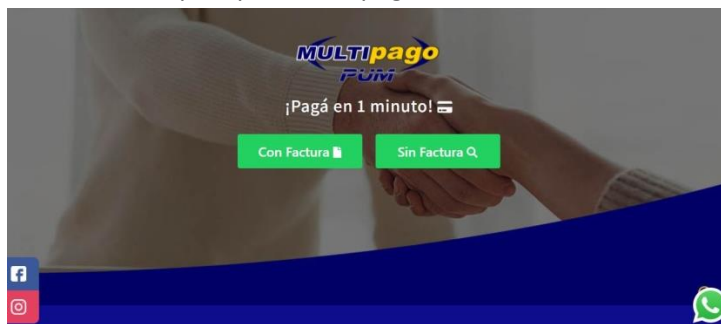 MULTIpago
PUM
¡Pagá en 1 minuto!
Con Factura
Sin Factura